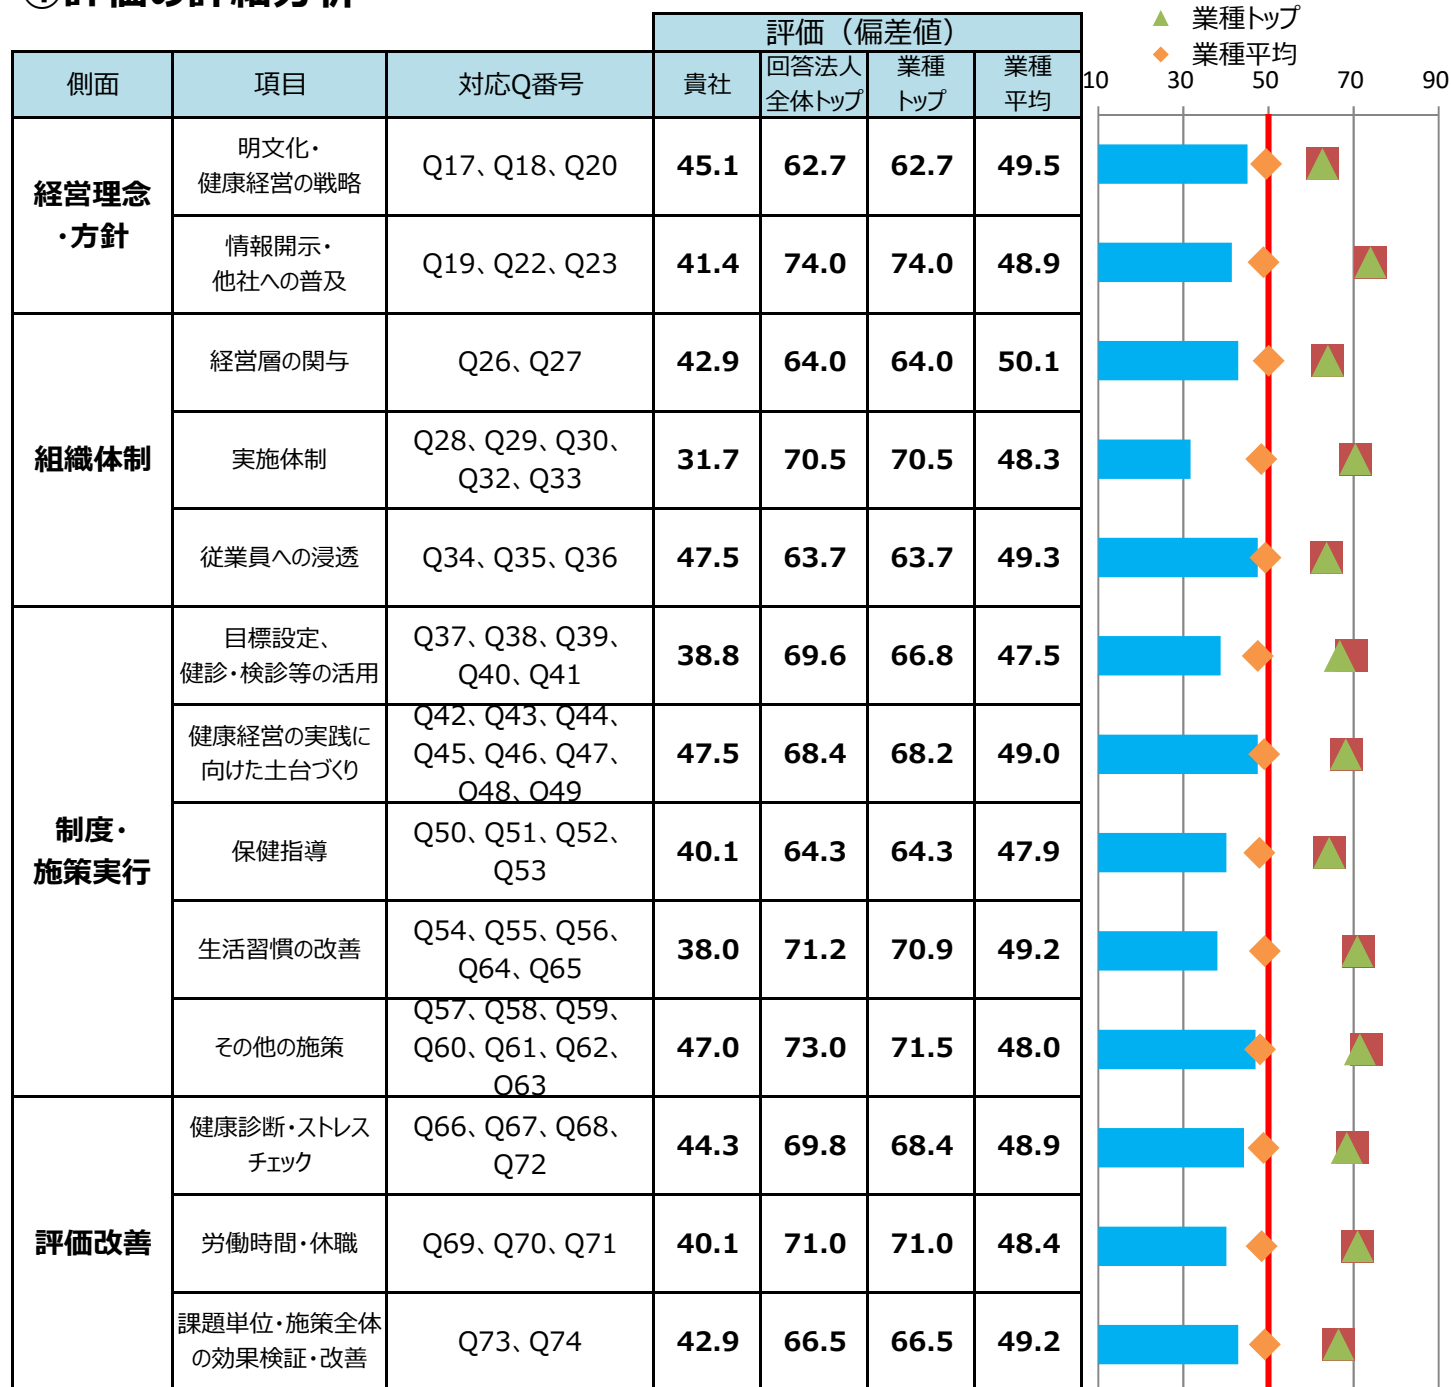 ①評価の詳細分析
業種トップ
業種平均
評価（偏差値）
側面 項目 対応Q番号 貴社 回答法人 業種 業種
全体トップ トップ 平均
10 30 50 70 90
経営理念
・方針
明文化・
健康経営の戦略
Q17、Q18、Q20 45.1 62.7 62.7 49.5
情報開示・
他社への普及
Q19、Q22、Q23 41.4 74.0 74.0 48.9
組織体制
経営層の関与 Q26、Q27 42.9 64.0 64.0 50.1
実施体制
Q28、Q29、Q30、
Q32、Q33
31.7 70.5 70.5 48.3
従業員への浸透 Q34、Q35、Q36 47.5 63.7 63.7 49.3
制度・
施策実行
目標設定、
健診・検診等の活用
Q37、Q38、Q39、
Q40、Q41
38.8 69.6 66.8 47.5
健康経営の実践に
向けた土台づくり
Q42、Q43、Q44、
Q45、Q46、Q47、
Q48、Q49
47.5 68.4 68.2 49.0
保健指導
Q50、Q51、Q52、
Q53
40.1 64.3 64.3 47.9
生活習慣の改善
Q54、Q55、Q56、
Q64、Q65
38.0 71.2 70.9 49.2
その他の施策
Q57、Q58、Q59、
Q60、Q61、Q62、
Q63
47.0 73.0 71.5 48.0
評価改善
健康診断・ストレス
チェック
Q66、Q67、Q68、
Q72
44.3 69.8 68.4 48.9
労働時間・休職 Q69、Q70、Q71 40.1 71.0 71.0 48.4
課題単位・施策全体
の効果検証・改善
Q73、Q74 42.9 66.5 66.5 49.2